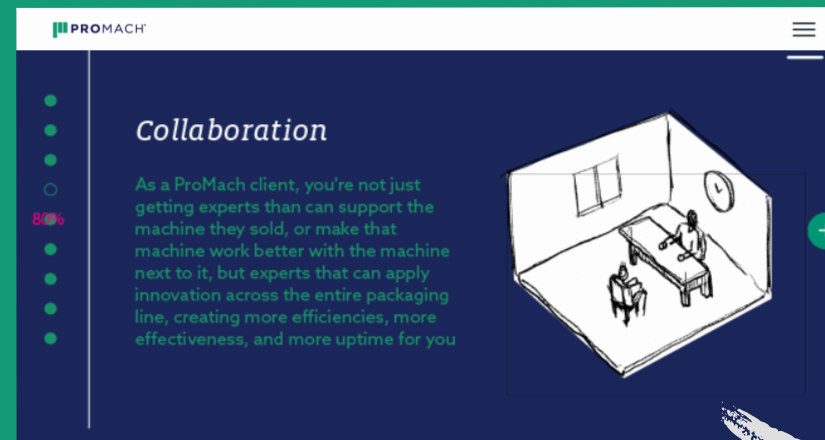 PROMACH
Collaboration
As a ProMach client, you're not just
getting experts than can support the
machine they sold, or make that
machine work better with the machine
next to it, but experts that can apply
80%
innovation across the entire packaging
line, creating more efficiencies, more
effectiveness, and more uptime for you